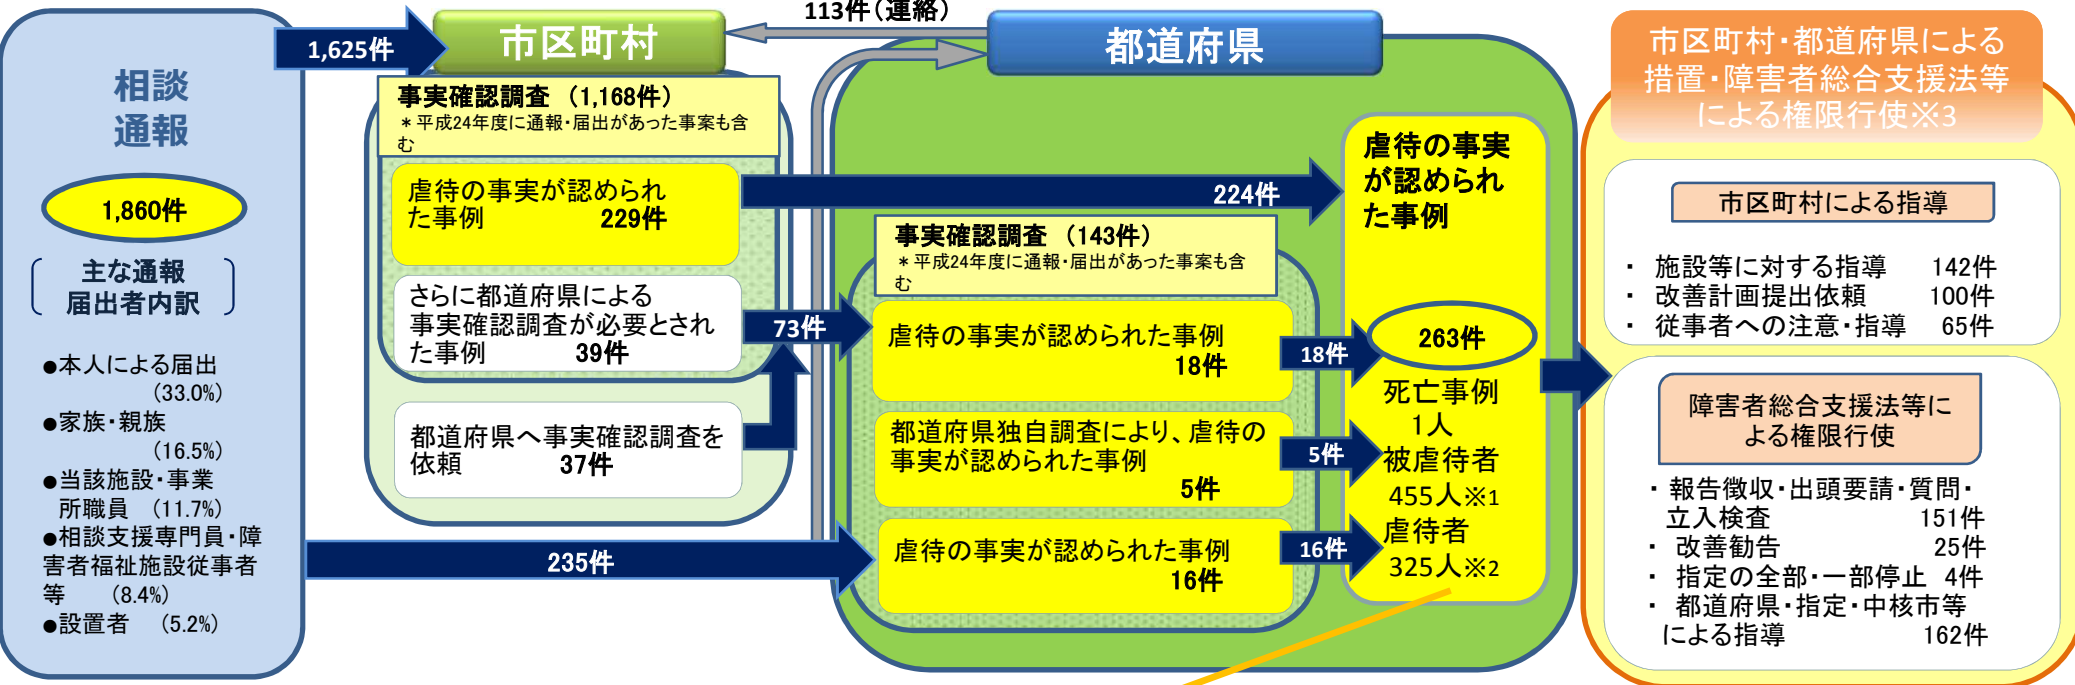 相談
通報
1,860件
主な通報
届出者内訳
●本人による届出
(33.0%)
●家族・親族
(16.5%)
●当該施設・事業
所職員 (11.7%)
●相談支援専門員・障
害者福祉施設従事者
等 (8.4%)
●設置者 (5.2%)
1,625件
235件
市区町村
113件(連絡)
事実確認調査 (1,168件)
＊平成24年度に通報・届出があった事案も含
む
虐待の事実が認められ
た事例 229件
さらに都道府県による
事実確認調査が必要とされ
た事例 39件
都道府県へ事実確認調査を
依頼 37件
73件
224件
都道府県
事実確認調査 (143件)
＊平成24年度に通報・届出があった事案も含
む
虐待の事実が認められた事例
18件
都道府県独自調査により、虐待の
事実が認められた事例
5件
虐待の事実が認められた事例
16件
18件
5件
16件
虐待の事実
が認められ
た事例
263件
死亡事例
1人
被虐待者
455人※1
虐待者
325人※2
市区町村・都道府県による
措置・障害者総合支援法等
による権限行使※3
市区町村による指導
・ 施設等に対する指導 142件
・ 改善計画提出依頼 100件
・ 従事者への注意・指導 65件
障害者総合支援法等に
よる権限行使
・ 報告徴収・出頭要請・質問・
立入検査 151件
・ 改善勧告 25件
・ 指定の全部・一部停止 4件
・ 都道府県・指定・中核市等
による指導 162件